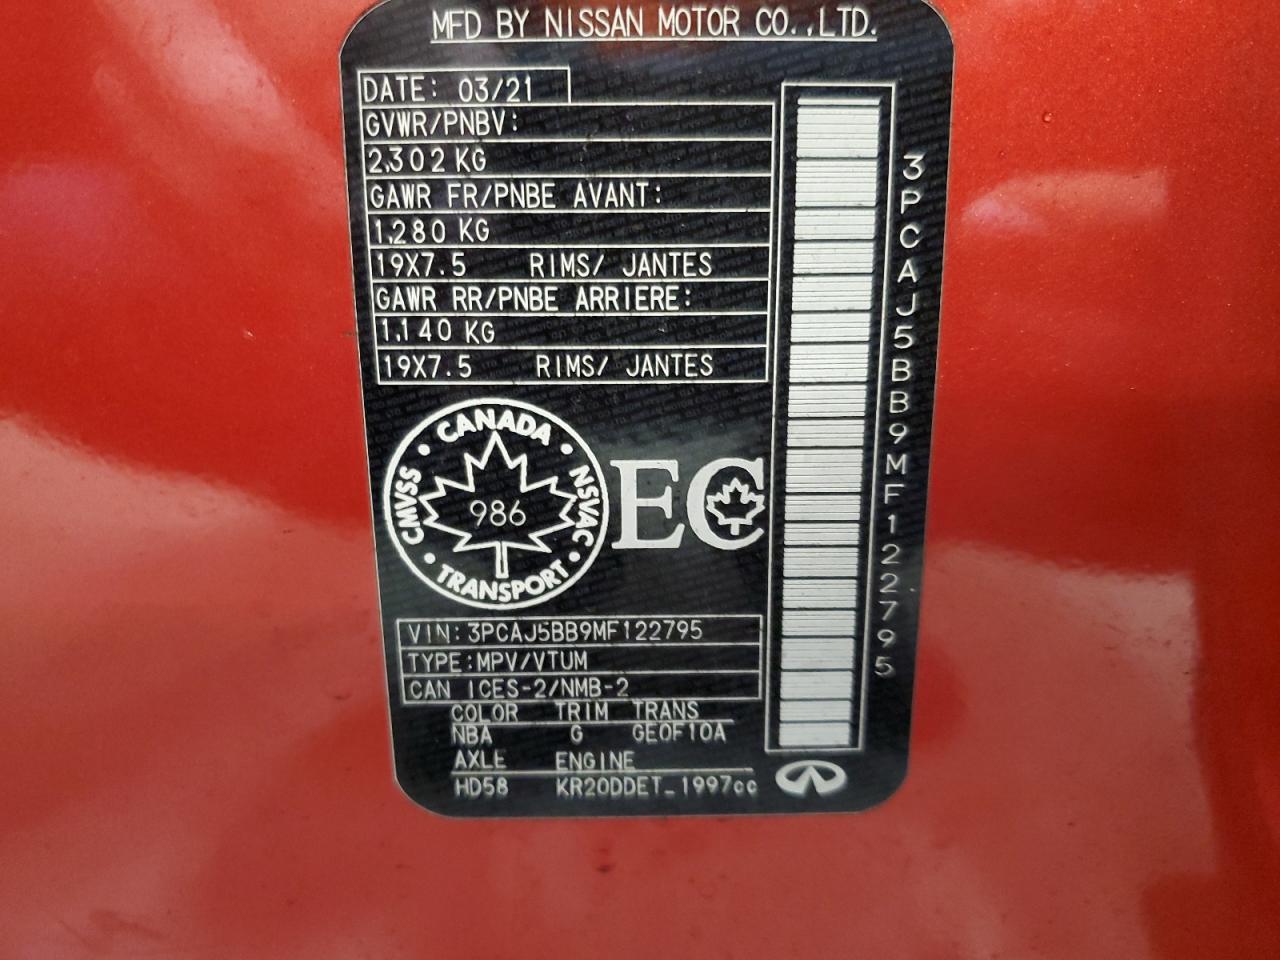 MFD BY NISSAN MOTOR CO.,LTD.
DATE: 03/21
GVWR/PNBV:
2,302 KG
GAWR FR/PNBE AVANT:
1,280 KG
19X7.5 RIMS/ JANTES
GAWR RR/PNBE ARRIERE:
1,140 KG
19X7.5 RIMS/ JANTES
3PCAJ5BB9MF122795
CANADA
CMVSS
NSVAC
986
TRANSPORT
EC
VIN: 3PCAJ5BB9MF122795
TYPE:MPV/VTUM
CAN ICES-2/NMB-2
COLOR TRIM TRANS
NBA G GE0F10A
AXLE ENGINE
HD58 KR20DDET_1997cc